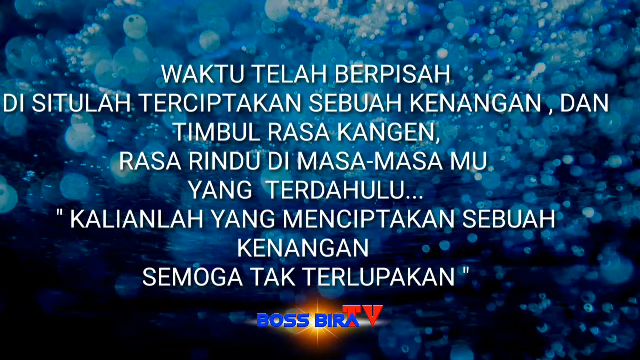 WAKTU TELAH BERPISAH
DI SITULAH TERCIPTAKAN SEBUAH KENANGAN , DAN
TIMBUL RASA KANGEN,
RASA RINDU DI MASA-MASA MU
YANG TERDAHULU...
" KALIANLAH YANG MENCIPTAKAN SEBUAH
KENANGAN
SEMOGA TAK TERLUPAKAN "
BOSS BIRA TV